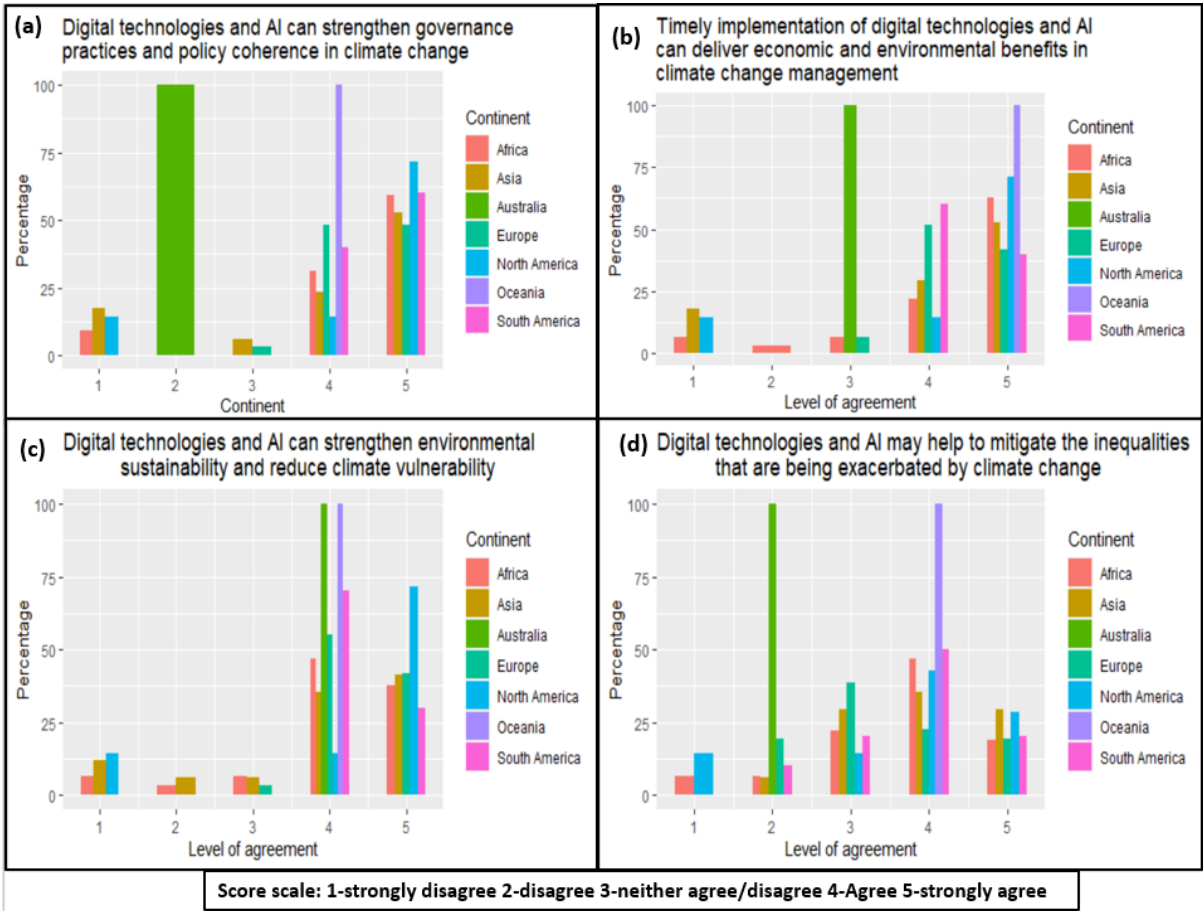 (a) Digital technologies and AI can strengthen governance
practices and policy coherence in climate change
Percentage
100
75
50
25
0
1 2 3 4 5
Continent
Continent
Africa
Asia
Australia
Europe
North America
Oceania
South America
(b) Timely implementation of digital technologies and AI
can deliver economic and environmental benefits in
climate change management
Percentage
100
75
50
25
0
1 2 3 4 5
Level of agreement
Continent
Africa
Asia
Australia
Europe
North America
Oceania
South America
(c) Digital technologies and AI can strengthen environmental
sustainability and reduce climate vulnerability
Percentage
100
75
50
25
0
1 2 3 4 5
Level of agreement
Continent
Africa
Asia
Australia
Europe
North America
Oceania
South America
(d) Digital technologies and AI may help to mitigate the inequalities
that are being exacerbated by climate change
Percentage
100
75
50
25
0
1 2 3 4 5
Level of agreement
Continent
Africa
Asia
Australia
Europe
North America
Oceania
South America
Score scale: 1-strongly disagree 2-disagree 3-neither agree/disagree 4-Agree 5-strongly agree